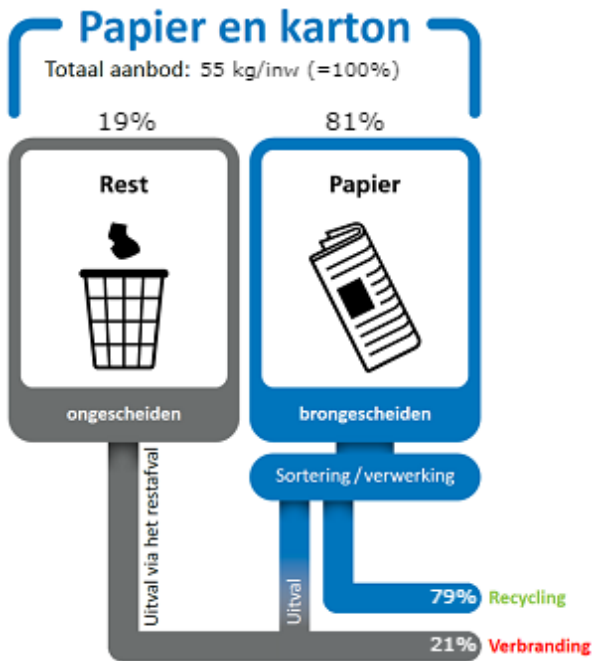 Papier en karton
Totaal aanbod: 55 kg/inw (=100%)
19%
81%
Rest
Papier
ongescheiden
brongescheiden
Sortering/verwerking
Uitval via het restafval
Uitval
79% Recycling
21% Verbranding